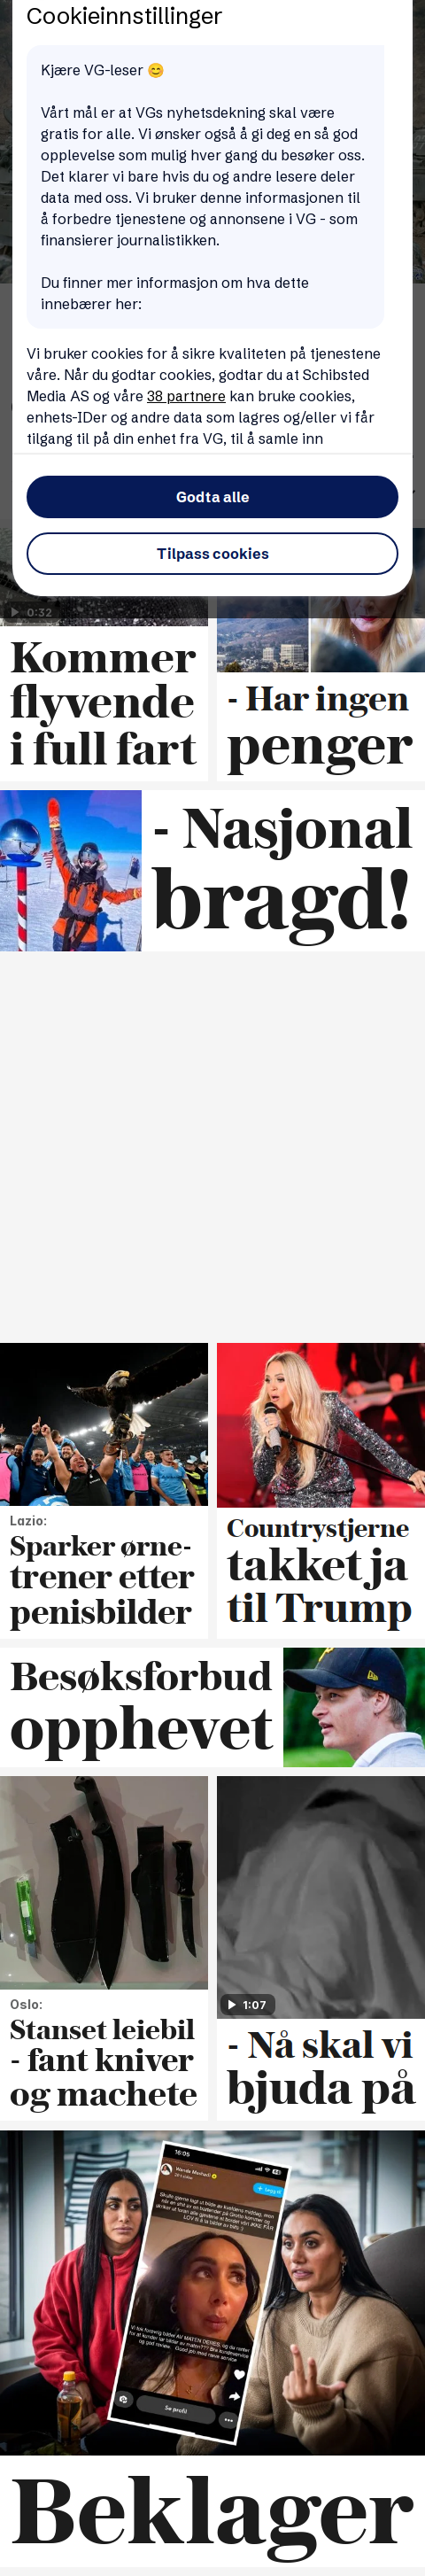 Cookieinnstillinger
Kjære VG-leser 😊
Vårt mål er at VGs nyhetsdekning skal være
gratis for alle. Vi ønsker også å gi deg en så god
opplevelse som mulig hver gang du besøker oss.
Det klarer vi bare hvis du og andre lesere deler
data med oss. Vi bruker denne informasjonen til
å forbedre tjenestene og annonsene i VG - som
finansierer journalistikken.
Du finner mer informasjon om hva dette
innebærer her:
Vi bruker cookies for å sikre kvaliteten på tjenestene
våre. Når du godtar cookies, godtar du at Schibsted
Media AS og våre 38 partnere kan bruke cookies,
enhets-IDer og andre data som lagres og/eller vi får
tilgang til på din enhet fra VG, til å samle inn
Godta alle
Tilpass cookies
0:32
Kommer
flyvende
i full fart
- Har ingen
penger
- Nasjonal
bragd!
Lazio:
Sparker ørne-
trener etter
penisbilder
Countrystjerne
takket ja
til Trump
Besøksforbud
opphevet
Oslo:
Stanset leiebil
- fant kniver
og machete
1:07
- Nå skal vi
bjuda på
16:05
Se profil
Beklager